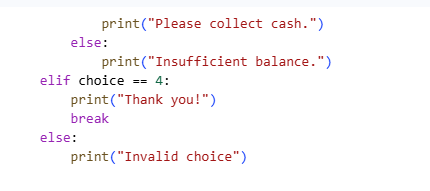 print("Please collect cash.")
        else:
            print("Insufficient balance.")
    elif choice == 4:
        print("Thank you!")
        break
    else:
        print("Invalid choice")